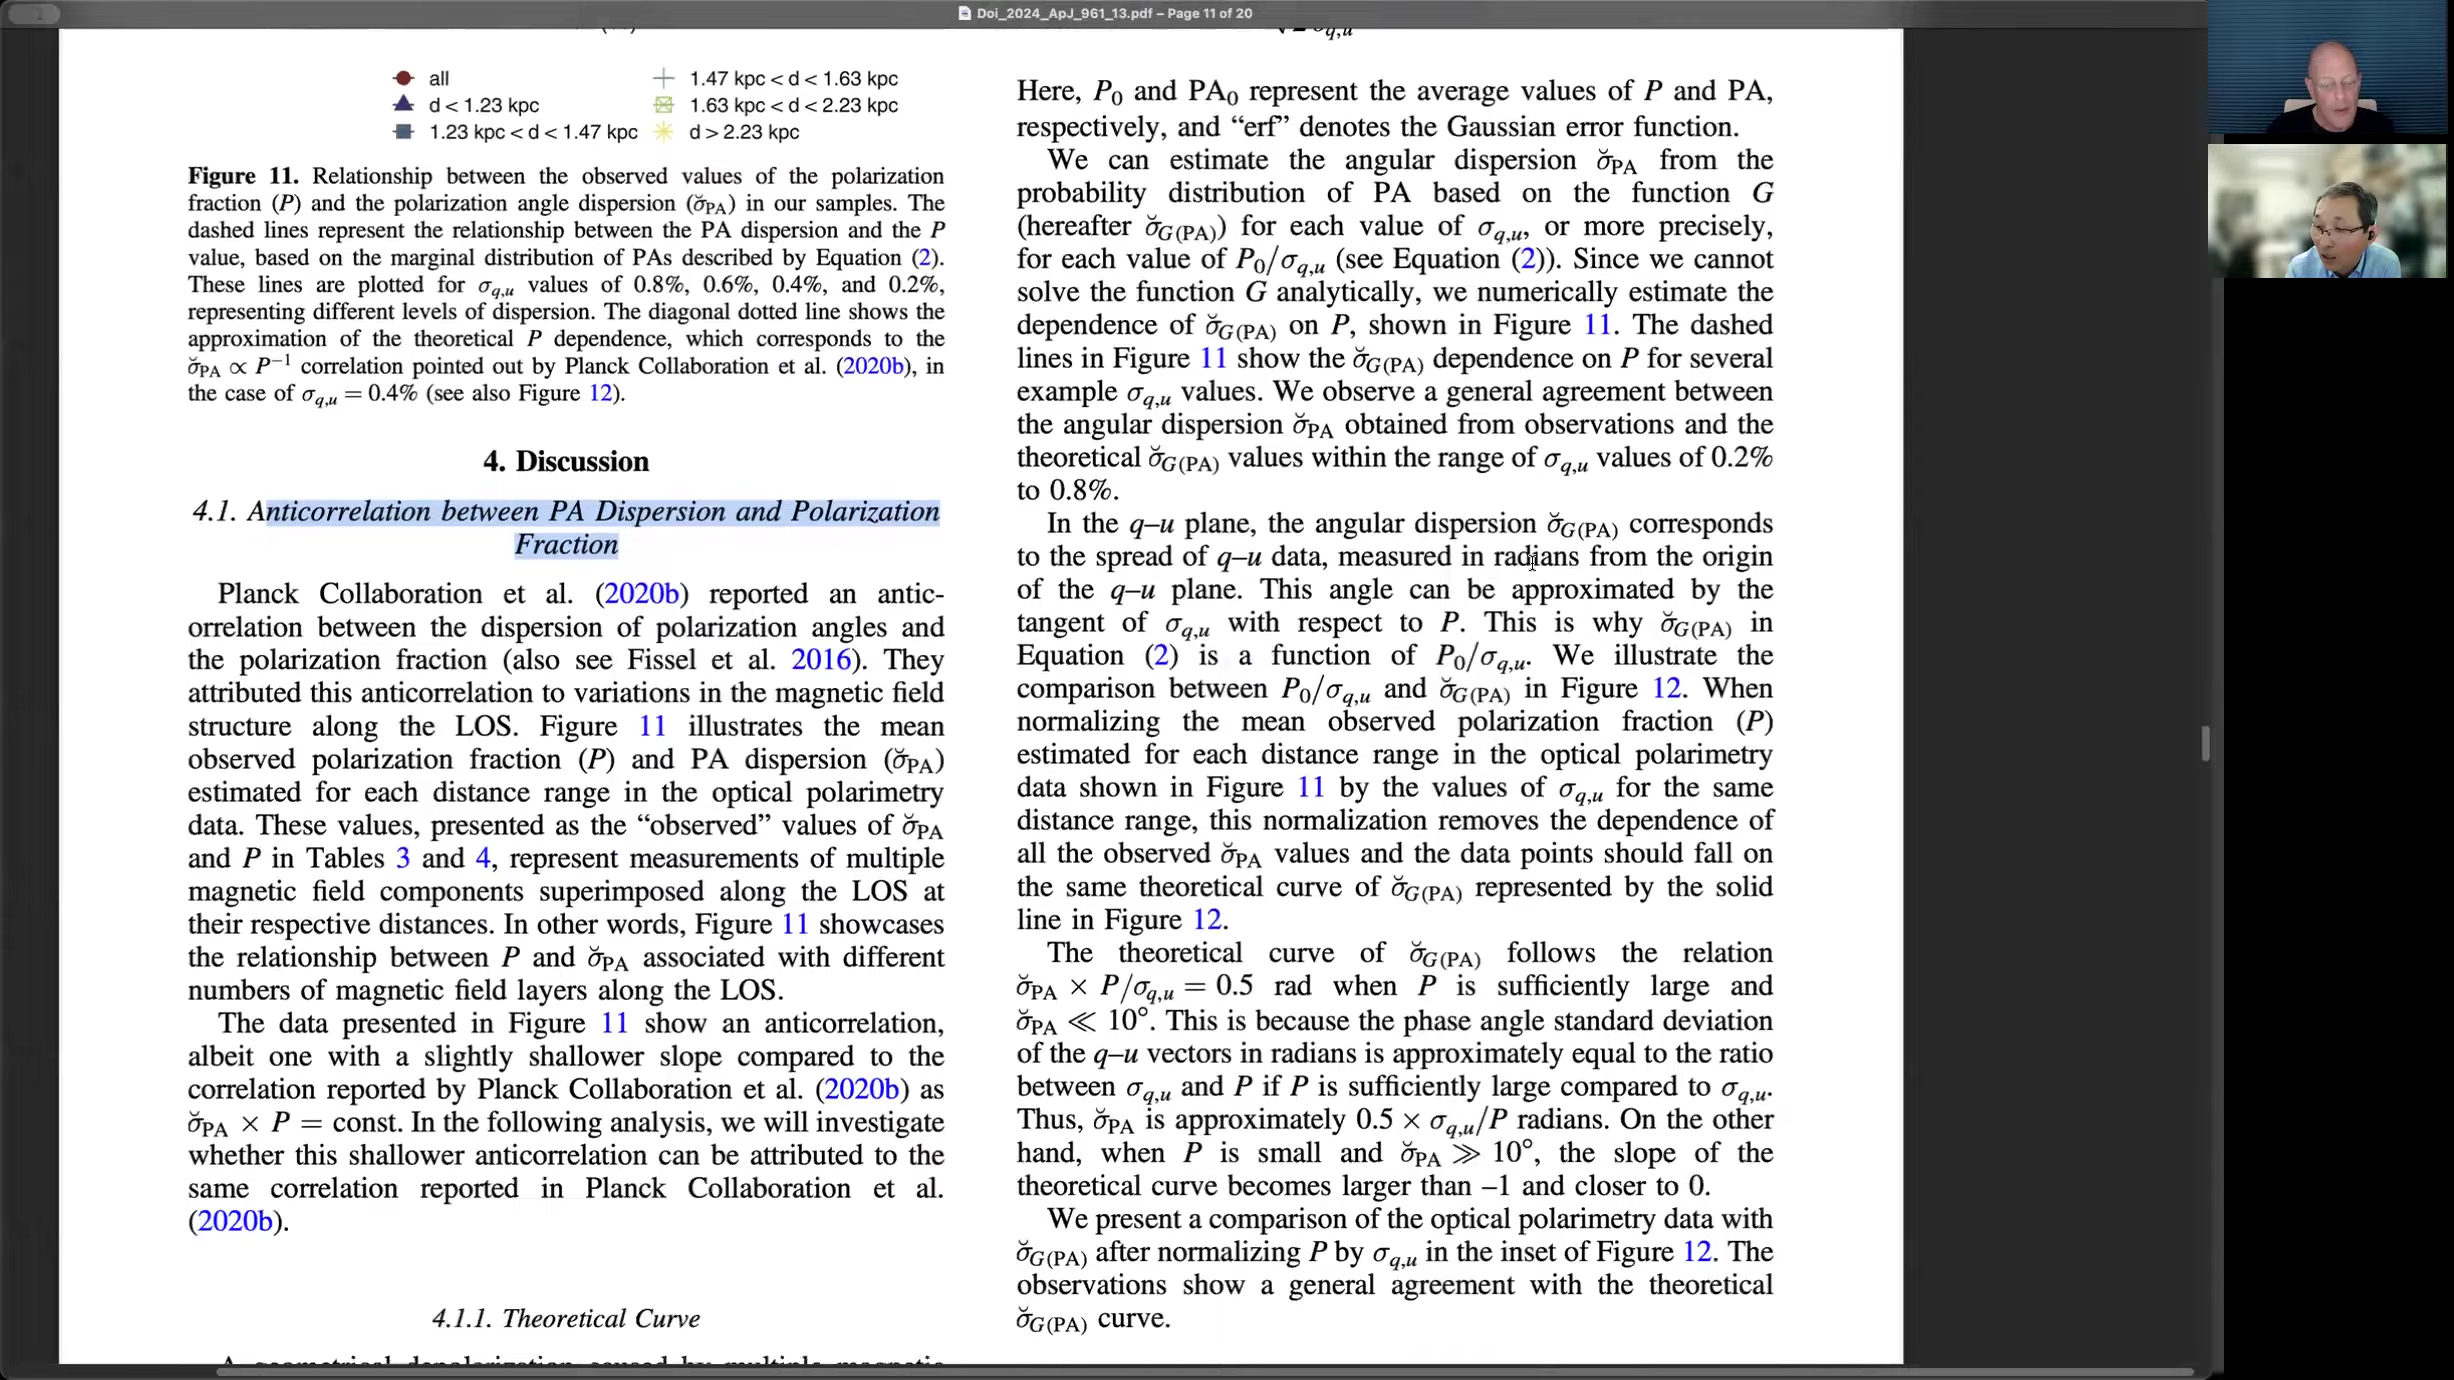 Doi_2024_ApJ_961_13.pdf – Page 11 of 20
all
d < 1.23 kpc
1.23 kpc < d < 1.47 kpc
1.47 kpc < d < 1.63 kpc
1.63 kpc < d < 2.23 kpc
d > 2.23 kpc
Figure 11. Relationship between the observed values of the polarization
fraction (P) and the polarization angle dispersion (σ̆PA) in our samples. The
dashed lines represent the relationship between the PA dispersion and the P
value, based on the marginal distribution of PAs described by Equation (2).
These lines are plotted for σq,u values of 0.8%, 0.6%, 0.4%, and 0.2%,
representing different levels of dispersion. The diagonal dotted line shows the
approximation of the theoretical P dependence, which corresponds to the
σ̆PA ∝ P−1 correlation pointed out by Planck Collaboration et al. (2020b), in
the case of σq,u = 0.4% (see also Figure 12).
4. Discussion
4.1. Anticorrelation between PA Dispersion and Polarization
Fraction
Planck Collaboration et al. (2020b) reported an antic-
orrelation between the dispersion of polarization angles and
the polarization fraction (also see Fissel et al. 2016). They
attributed this anticorrelation to variations in the magnetic field
structure along the LOS. Figure 11 illustrates the mean
observed polarization fraction (P) and PA dispersion (σ̆PA)
estimated for each distance range in the optical polarimetry
data. These values, presented as the “observed” values of σ̆PA
and P in Tables 3 and 4, represent measurements of multiple
magnetic field components superimposed along the LOS at
their respective distances. In other words, Figure 11 showcases
the relationship between P and σ̆PA associated with different
numbers of magnetic field layers along the LOS.
The data presented in Figure 11 show an anticorrelation,
albeit one with a slightly shallower slope compared to the
correlation reported by Planck Collaboration et al. (2020b) as
σ̆PA × P = const. In the following analysis, we will investigate
whether this shallower anticorrelation can be attributed to the
same correlation reported in Planck Collaboration et al.
(2020b).
4.1.1. Theoretical Curve
Here, P0 and PA0 represent the average values of P and PA,
respectively, and “erf” denotes the Gaussian error function.
We can estimate the angular dispersion σ̆PA from the
probability distribution of PA based on the function G
(hereafter σ̆G(PA)) for each value of σq,u, or more precisely,
for each value of P0/σq,u (see Equation (2)). Since we cannot
solve the function G analytically, we numerically estimate the
dependence of σ̆G(PA) on P, shown in Figure 11. The dashed
lines in Figure 11 show the σ̆G(PA) dependence on P for several
example σq,u values. We observe a general agreement between
the angular dispersion σ̆PA obtained from observations and the
theoretical σ̆G(PA) values within the range of σq,u values of 0.2%
to 0.8%.
In the q–u plane, the angular dispersion σ̆G(PA) corresponds
to the spread of q–u data, measured in radians from the origin
of the q–u plane. This angle can be approximated by the
tangent of σq,u with respect to P. This is why σ̆G(PA) in
Equation (2) is a function of P0/σq,u. We illustrate the
comparison between P0/σq,u and σ̆G(PA) in Figure 12. When
normalizing the mean observed polarization fraction (P)
estimated for each distance range in the optical polarimetry
data shown in Figure 11 by the values of σq,u for the same
distance range, this normalization removes the dependence of
all the observed σ̆PA values and the data points should fall on
the same theoretical curve of σ̆G(PA) represented by the solid
line in Figure 12.
The theoretical curve of σ̆G(PA) follows the relation
σ̆PA × P/σq,u = 0.5 rad when P is sufficiently large and
σ̆PA ≪ 10°. This is because the phase angle standard deviation
of the q–u vectors in radians is approximately equal to the ratio
between σq,u and P if P is sufficiently large compared to σq,u.
Thus, σ̆PA is approximately 0.5 × σq,u/P radians. On the other
hand, when P is small and σ̆PA ≫ 10°, the slope of the
theoretical curve becomes larger than –1 and closer to 0.
We present a comparison of the optical polarimetry data with
σ̆G(PA) after normalizing P by σq,u in the inset of Figure 12. The
observations show a general agreement with the theoretical
σ̆G(PA) curve.